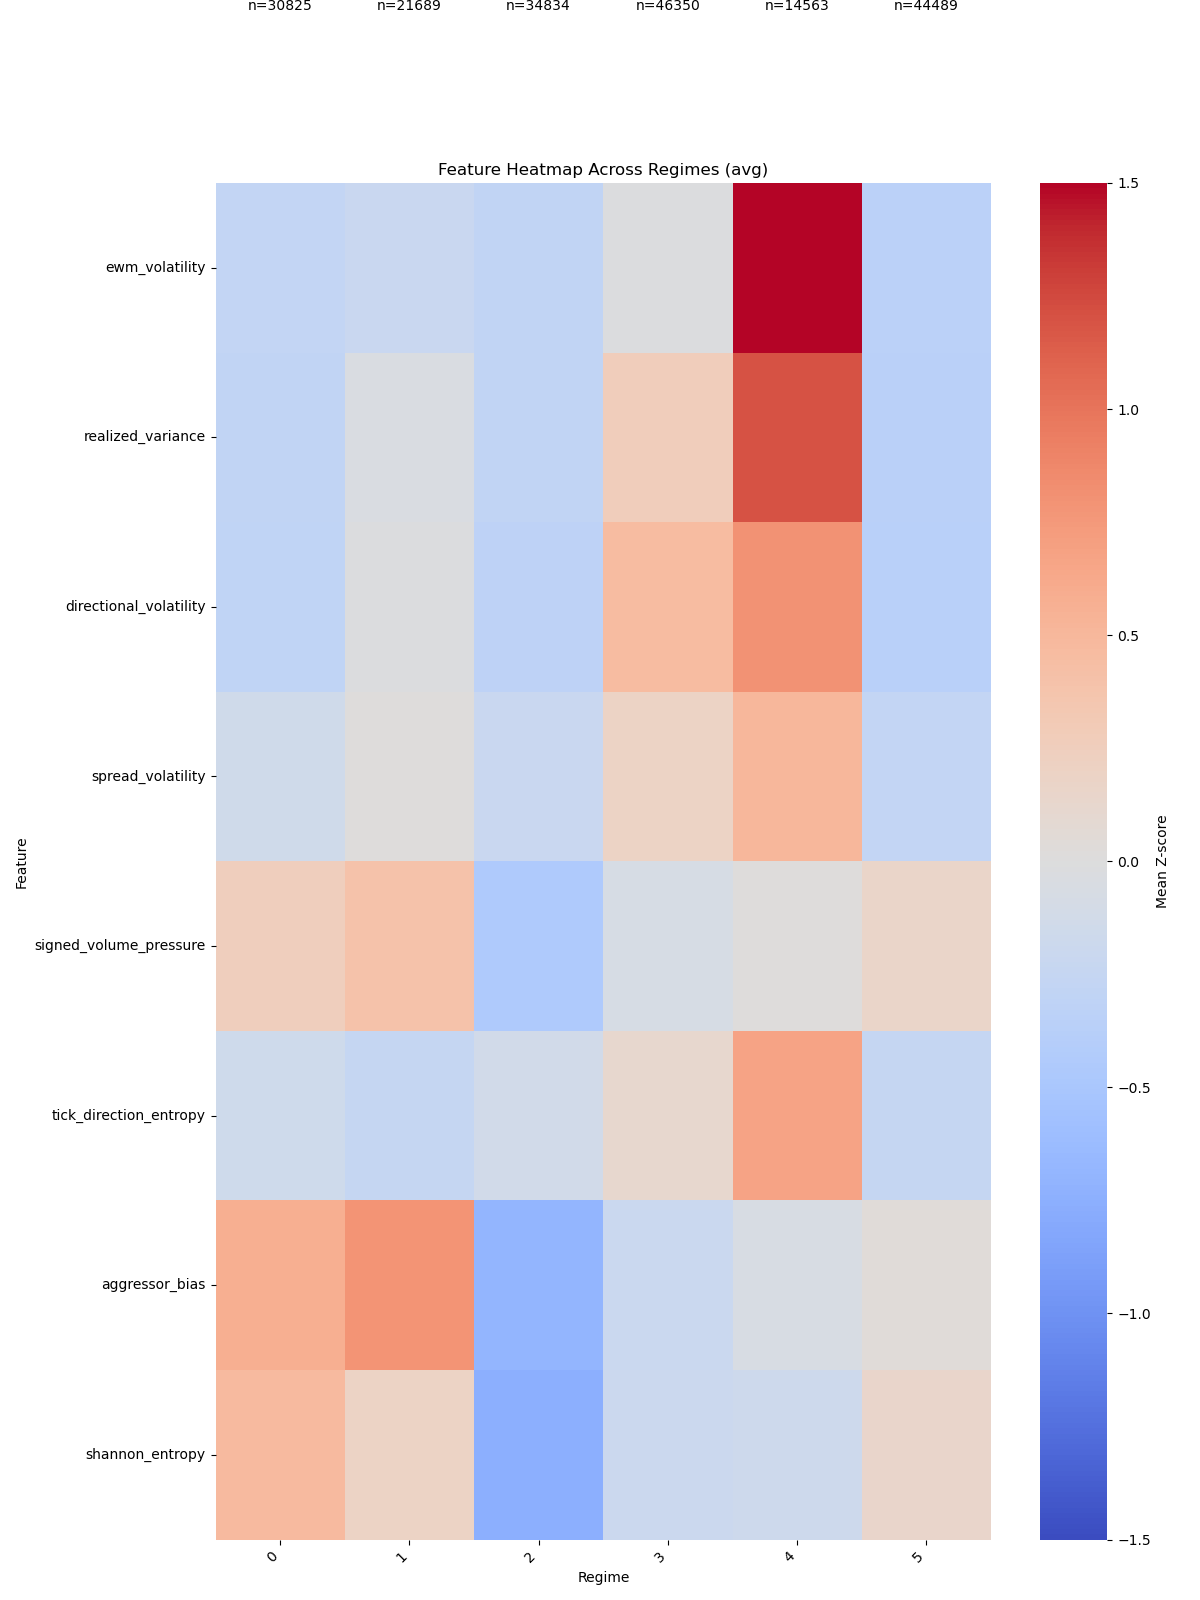 n=30825 n=21689 n=34834 n=46350 n=14563 n=44489
Feature Heatmap Across Regimes (avg)
ewm_volatility
realized_variance
directional_volatility
spread_volatility
signed_volume_pressure
tick_direction_entropy
aggressor_bias
shannon_entropy
Feature
0 1 2 3 4 5
Regime
1.5
1.0
0.5
0.0
−0.5
−1.0
−1.5
Mean Z-score